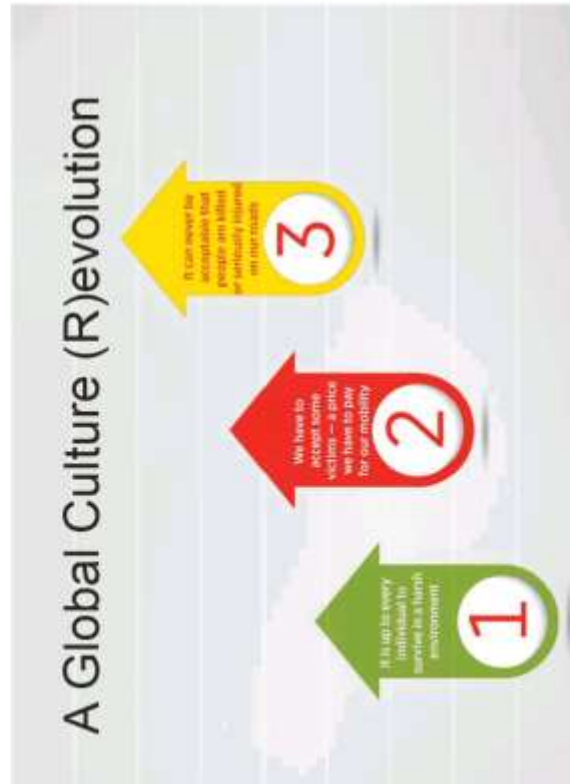 A Global Culture (R)evolution
It is up to every
individual to
survive in a harsh
environment
1
We have to
accept some
victims – a price
we have to pay
for our mobility
2
It can never be
acceptable that
people are killed
or seriously injured
on our roads
3